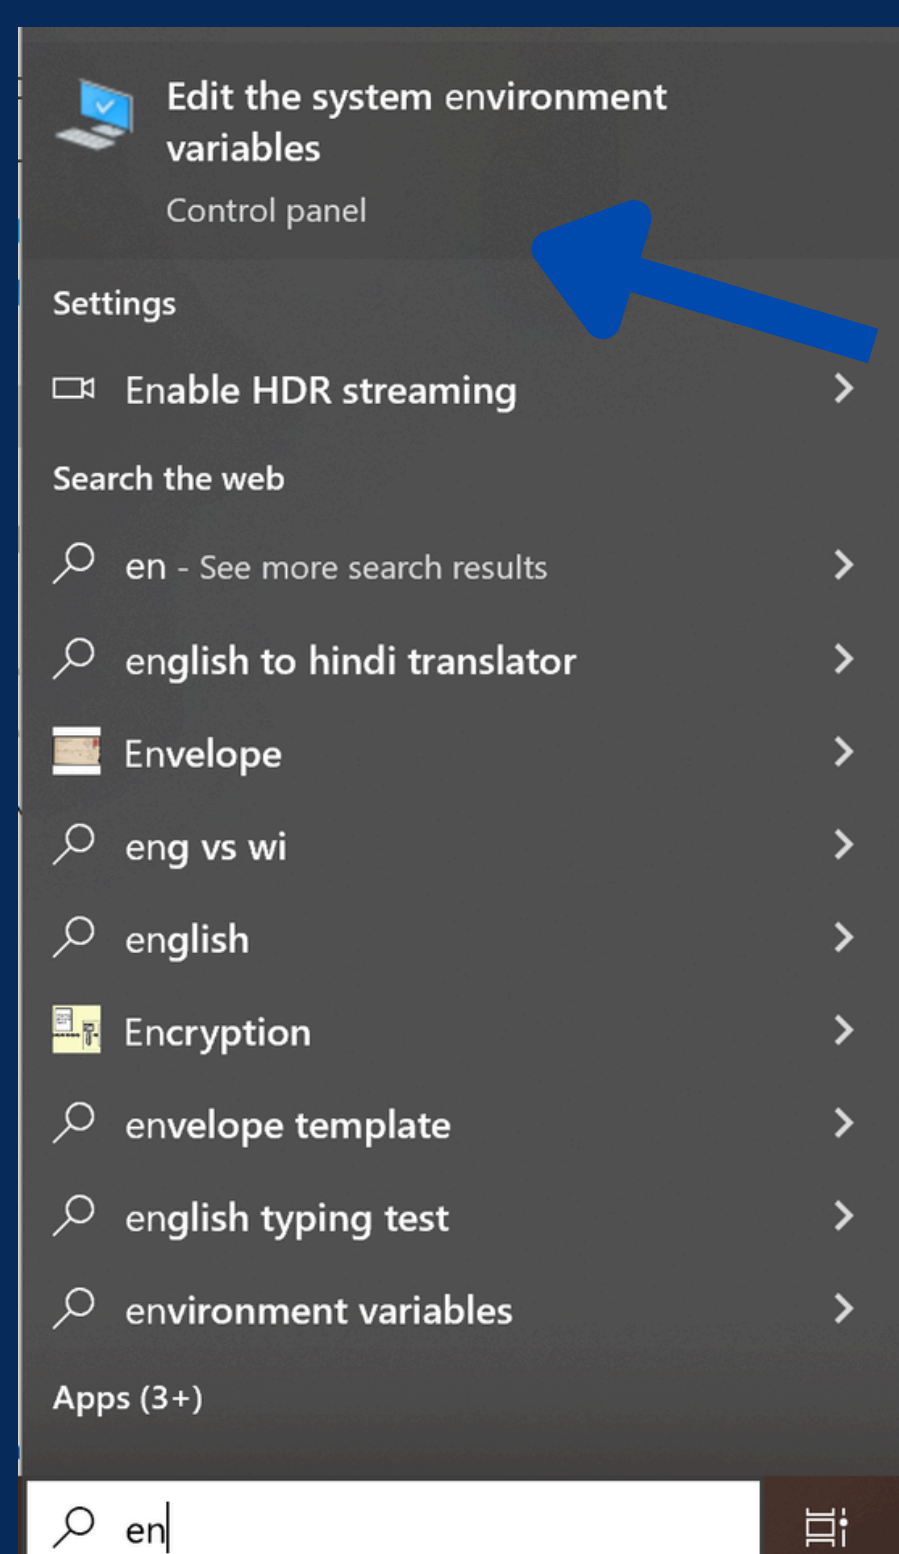 Edit the system environment
variables
Control panel
Settings
Enable HDR streaming
Search the web
en - See more search results
english to hindi translator
Envelope
eng vs wi
english
Encryption
envelope template
english typing test
environment variables
Apps (3+)
en